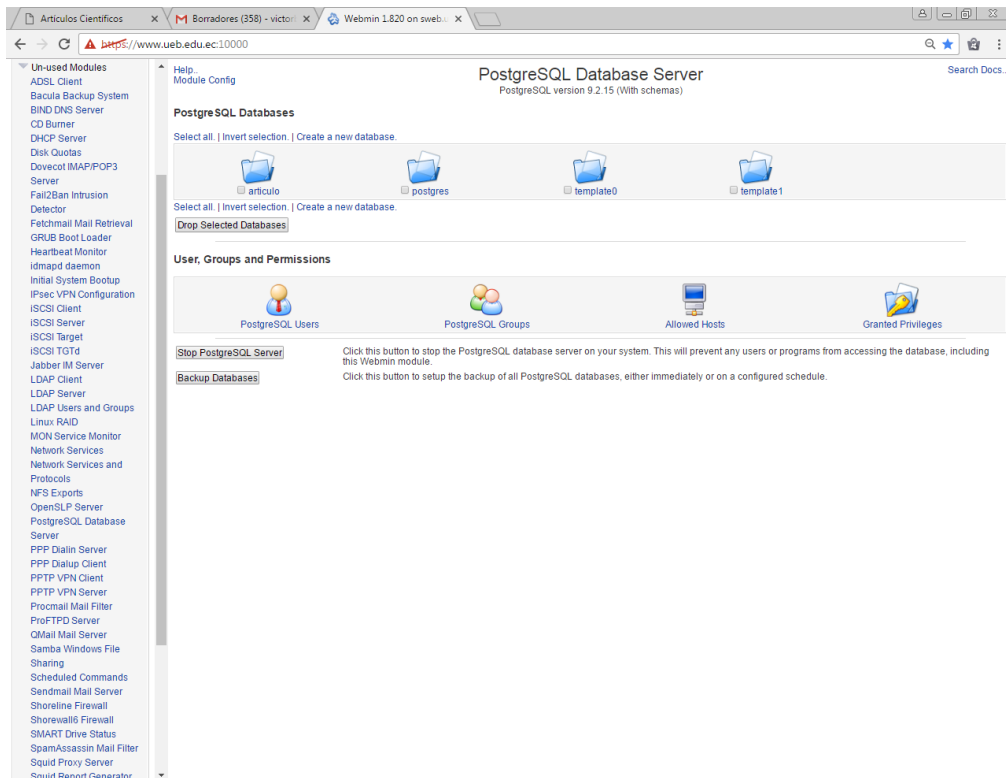 Artículos Científicos
Borradores (358) - victor
Webmin 1.820 on sweb.u
https://www.ueb.edu.ec:10000
Un-used Modules
ADSL Client
Bacula Backup System
BIND DNS Server
CD Burner
DHCP Server
Disk Quotas
Dovecot IMAP/POP3
Server
Fail2Ban Intrusion
Detector
Fetchmail Mail Retrieval
GRUB Boot Loader
Heartbeat Monitor
idmapd daemon
Initial System Bootup
IPsec VPN Configuration
iSCSI Client
iSCSI Server
iSCSI Target
iSCSI TGTd
Jabber IM Server
LDAP Client
LDAP Server
LDAP Users and Groups
Linux RAID
MON Service Monitor
Network Services
Network Services and
Protocols
NFS Exports
OpenSLP Server
PostgreSQL Database
Server
PPP Dialin Server
PPP Dialup Client
PPTP VPN Client
PPTP VPN Server
Procmail Mail Filter
ProFTPD Server
QMail Mail Server
Samba Windows File
Sharing
Scheduled Commands
Sendmail Mail Server
Shoreline Firewall
Shorewall6 Firewall
SMART Drive Status
SpamAssassin Mail Filter
Squid Proxy Server
Squid Report Generator
Help..
Module Config
PostgreSQL Database Server
PostgreSQL version 9.2.15 (With schemas)
Search Docs..
PostgreSQL Databases
Select all. | Invert selection. | Create a new database.
articulo
postgres
template0
template1
Select all. | Invert selection. | Create a new database.
Drop Selected Databases
User, Groups and Permissions
PostgreSQL Users
PostgreSQL Groups
Allowed Hosts
Granted Privileges
Stop PostgreSQL Server
Click this button to stop the PostgreSQL database server on your system. This will prevent any users or programs from accessing the database, including
this Webmin module.
Backup Databases
Click this button to setup the backup of all PostgreSQL databases, either immediately or on a configured schedule.